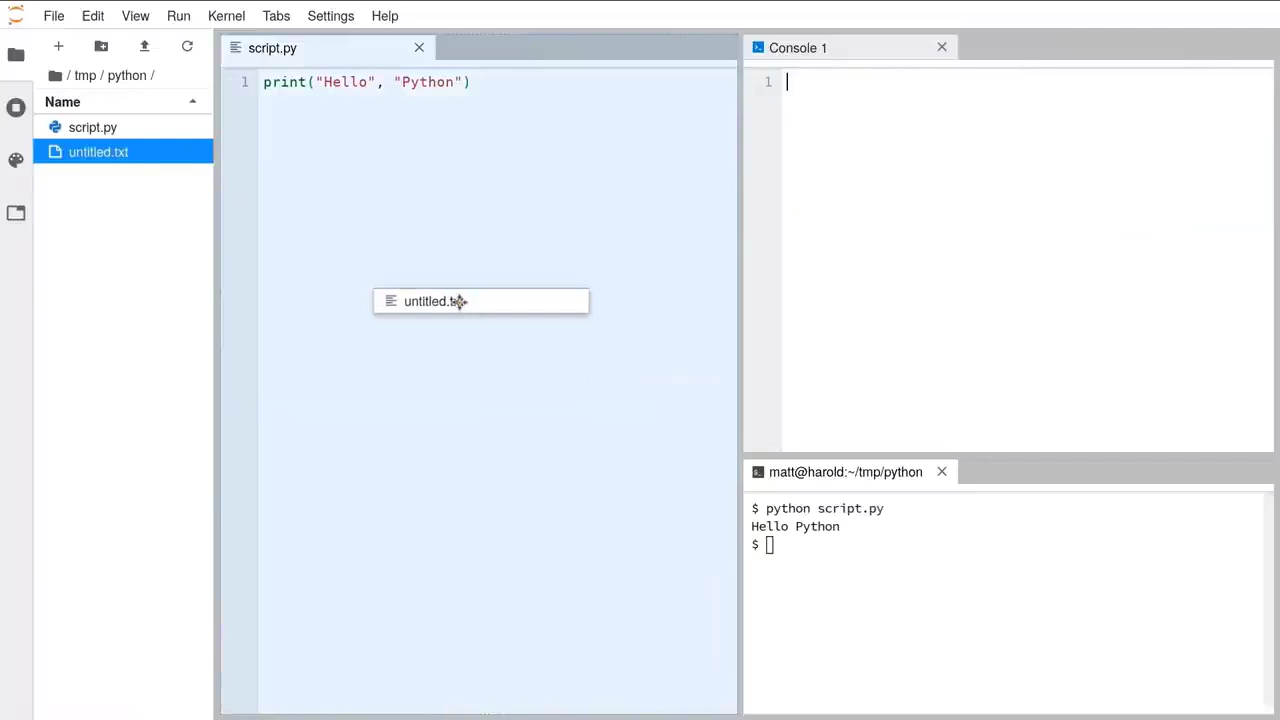 File Edit View Run Kernel Tabs Settings Help
/ tmp / python /
Name
script.py
untitled.txt
script.py
1 print("Hello", "Python")
untitled.txt
Console 1
1
matt@harold:~/tmp/python
$ python script.py
Hello Python
$